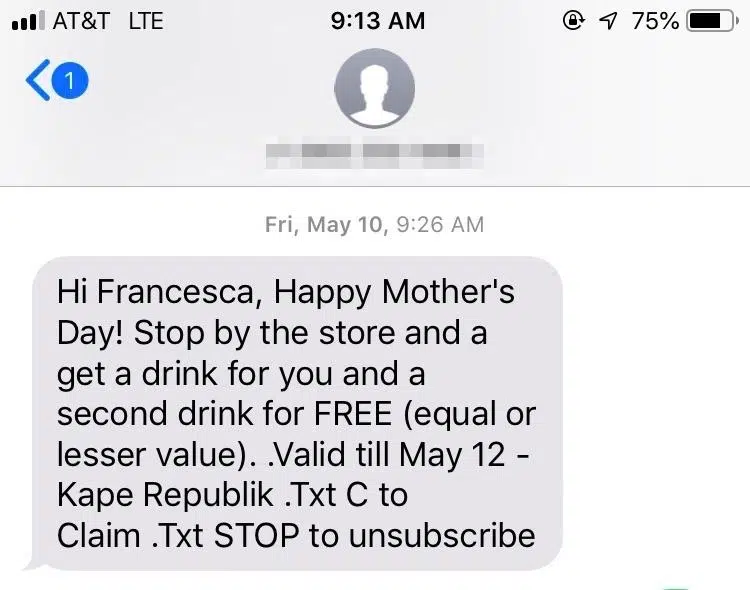 AT&T LTE 9:13 AM 75%
1
Fri, May 10, 9:26 AM
Hi Francesca, Happy Mother's
Day! Stop by the store and a
get a drink for you and a
second drink for FREE (equal or
lesser value). .Valid till May 12 -
Kape Republik .Txt C to
Claim .Txt STOP to unsubscribe